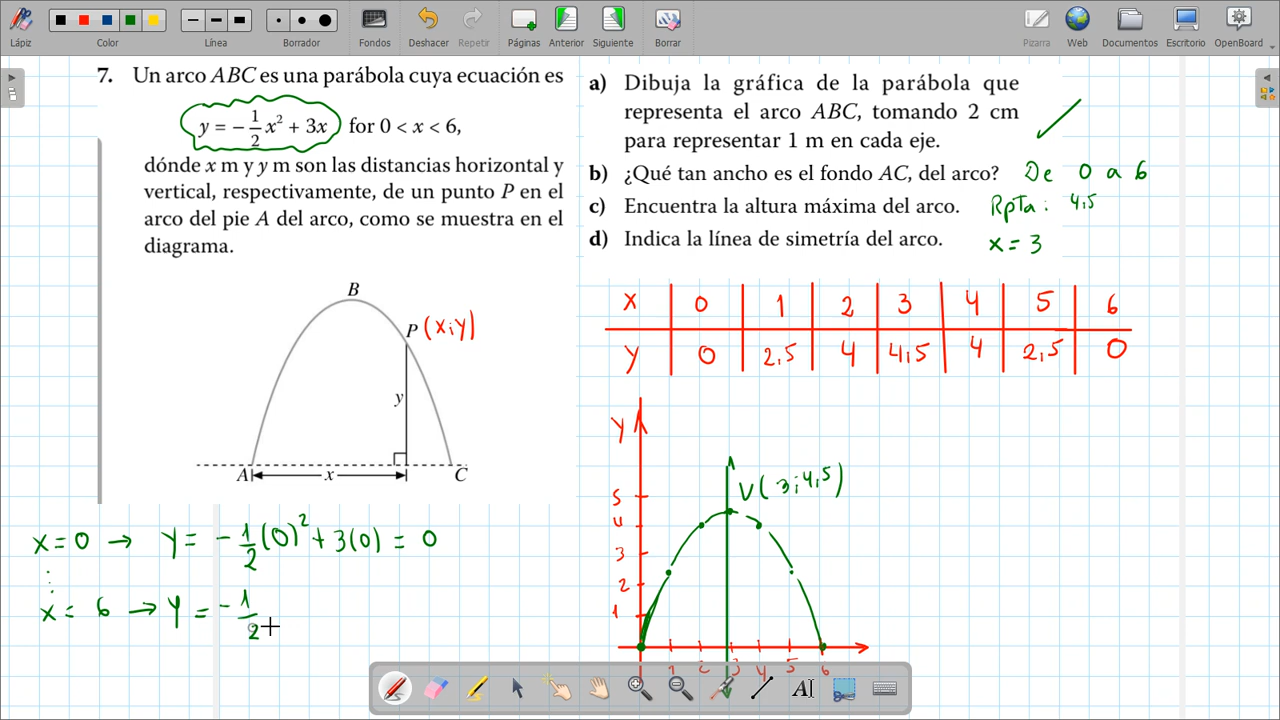 Lápiz Color Línea Borrador Fondos Deshacer Repetir Páginas Anterior Siguiente Borrar Pizarra Web Documentos Escritorio OpenBoard
7. Un arco ABC es una parábola cuya ecuación es
y = -1/2 x² + 3x for 0 < x < 6,
dónde x m y y m son las distancias horizontal y
vertical, respectivamente, de un punto P en el
arco del pie A del arco, como se muestra en el
diagrama.
B
P (x;y)
y
A x C
x = 0 → y = -1/2 (0)² + 3(0) = 0
⋮
x = 6 → y = -1/2
a) Dibuja la gráfica de la parábola que
representa el arco ABC, tomando 2 cm
para representar 1 m en cada eje.
b) ¿Qué tan ancho es el fondo AC, del arco? De 0 a 6
c) Encuentra la altura máxima del arco. Rpta: 4,5
d) Indica la línea de simetría del arco. x = 3
x 0 1 2 3 4 5 6
y 0 2,5 4 4,5 4 2,5 0
y
V(3;4,5)
5
4
3
2
1
1 2 3 4 5 6
AI